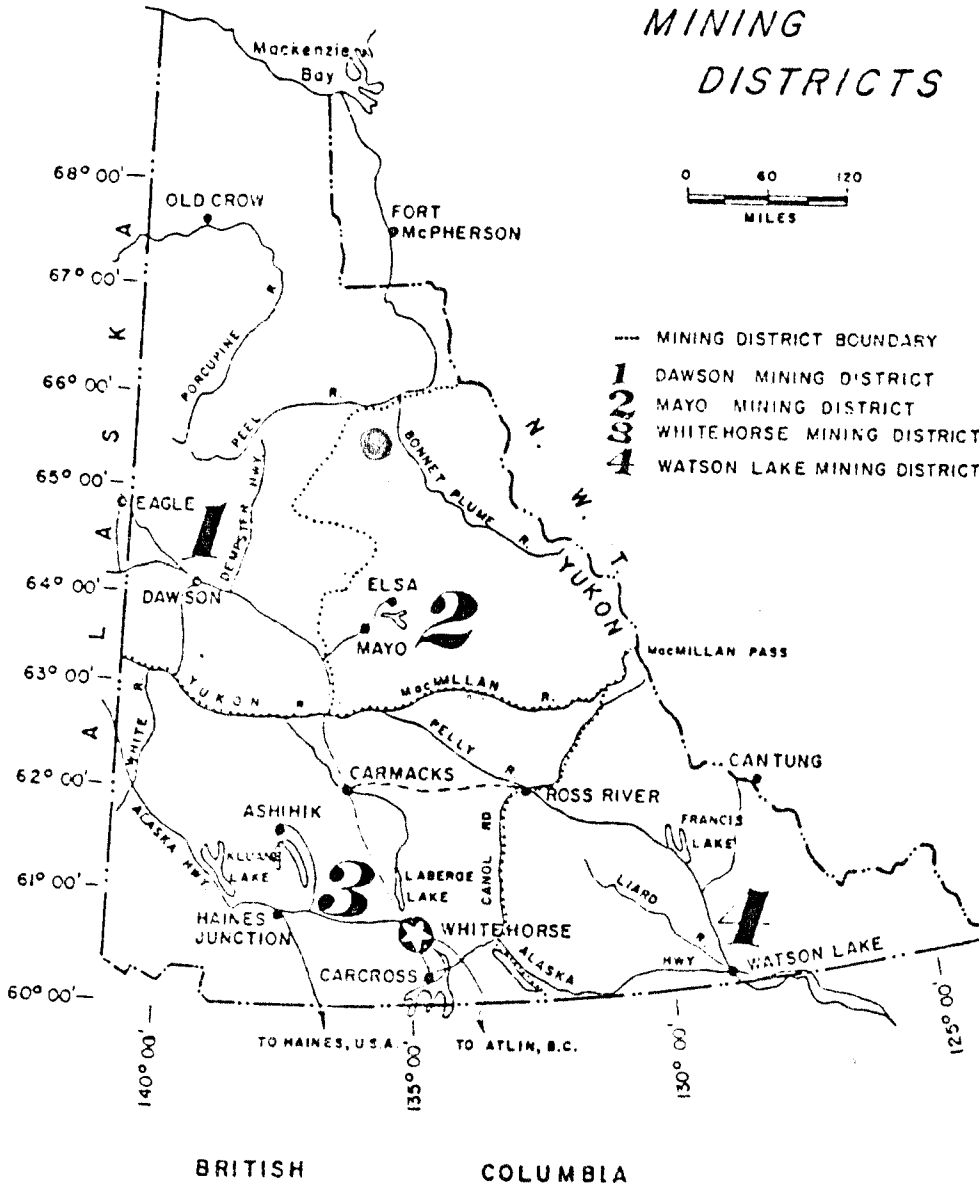 MINING
DISTRICTS
Mackenzie
Bay
0 60 120
MILES
68° 00'
OLD CROW
FORT
McPHERSON
67° 00'
PORCUPINE R
66° 00'
MINING DISTRICT BOUNDARY
1 DAWSON MINING DISTRICT
2 MAYO MINING DISTRICT
3 WHITEHORSE MINING DISTRICT
4 WATSON LAKE MINING DISTRICT
PEEL R.
N. W. T.
65° 00'
EAGLE
1
DEMPSTER HWY
BONNET PLUME R.
YUKON
64° 00'
DAWSON
ELSA
MAYO
2
MacMILLAN PASS
63° 00'
YUKON R
MacMILLAN R.
WHITE R.
PELLY R
ALASKA
62° 00'
CARMACKS
ROSS RIVER
CANTUNG
ASHIHIK
FRANCIS
LAKE
ALASKA HWY
LAKE
CANOL RD
61° 00'
LABERGE
LAKE
LIARD R
3
4
HAINES
JUNCTION
WHITEHORSE
WATSON LAKE
CARCROSS
ALASKA HWY
60° 00'
TO HAINES, U.S.A.
TO ATLIN, B.C.
140° 00'
135° 00'
130° 00'
125° 00'
BRITISH COLUMBIA